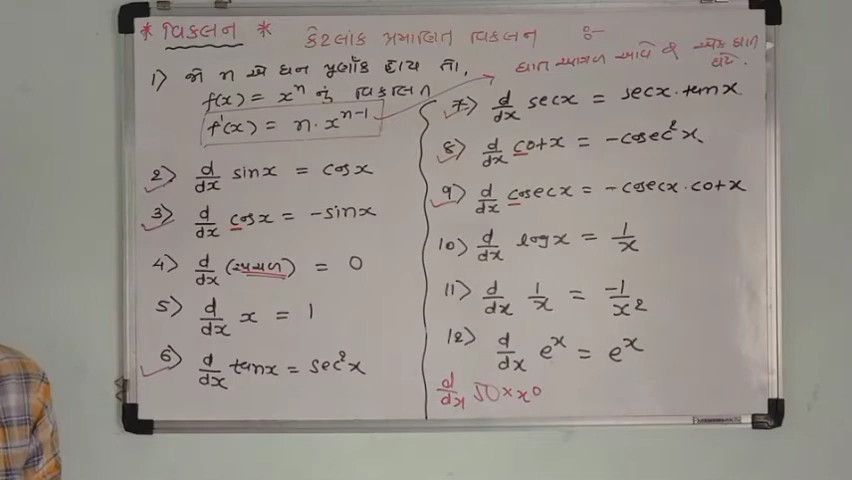 * વિકલન * કેટલાંક પ્રમાણિત વિકલન :-
1) જો n એ ધન પૂર્ણાંક હોય તો,
f(x) = xⁿ નું વિકલિત
f'(x) = n · xⁿ⁻¹
ઘાત આગળ આવે ને એક ઘાત
ઘટે.
2) d/dx sinx = cosx
3) d/dx cosx = -sinx
4) d/dx (અચળ) = 0
5) d/dx x = 1
6) d/dx tanx = sec²x
7) d/dx secx = secx · tanx
8) d/dx cotx = -cosec²x
9) d/dx cosecx = -cosecx · cotx
10) d/dx logx = 1/x
11) d/dx 1/x = -1/x²
12) d/dx eˣ = eˣ
d/dx 50 × x⁰